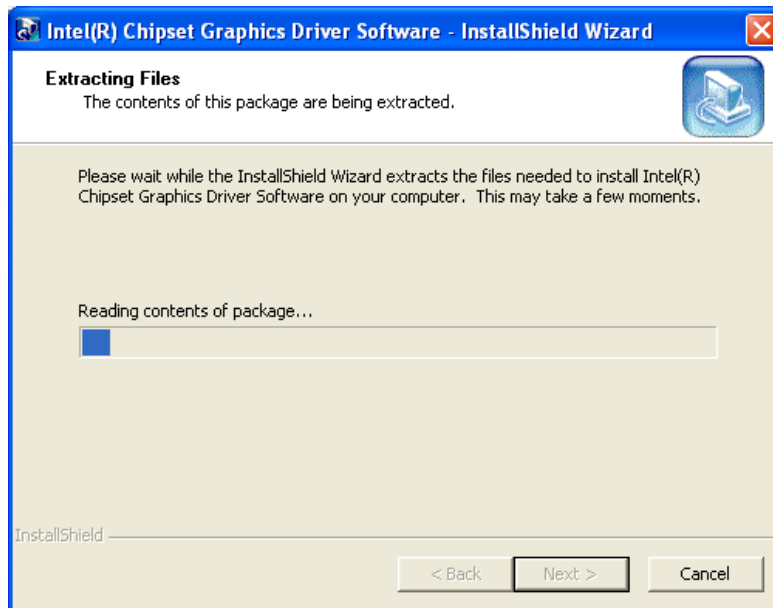 Intel(R) Chipset Graphics Driver Software - InstallShield Wizard
Extracting Files
The contents of this package are being extracted.
Please wait while the InstallShield Wizard extracts the files needed to install Intel(R)
Chipset Graphics Driver Software on your computer.  This may take a few moments.
Reading contents of package...
InstallShield
< Back
Next >
Cancel